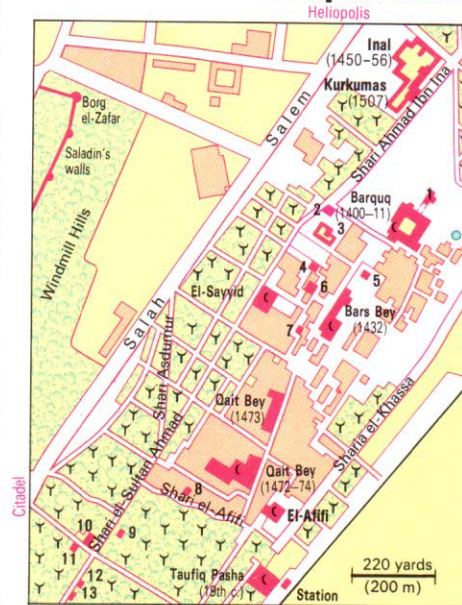 Heliopolis
Inal
(1450–56)
Kurkumas
(1507)
Shari Ahmad Ibn Ina
Borg
el-Zafar
Saladin's
walls
Windmill Hills
Salah Salem
Barquq
(1400–11)
1
2
3
4
5
6
7
El-Sayyid
Bars Bey
(1432)
Shari Asdumur
Qait Bey
(1473)
Sharia el-Khassa
Shari el-Sultan Ahmad
Qait Bey
(1472–74)
8
Shari el-Afifi
El-Afifi
Citadel
10
9
11
12
13
Taufiq Pasha
(19th c.)
Station
220 yards
(200 m)